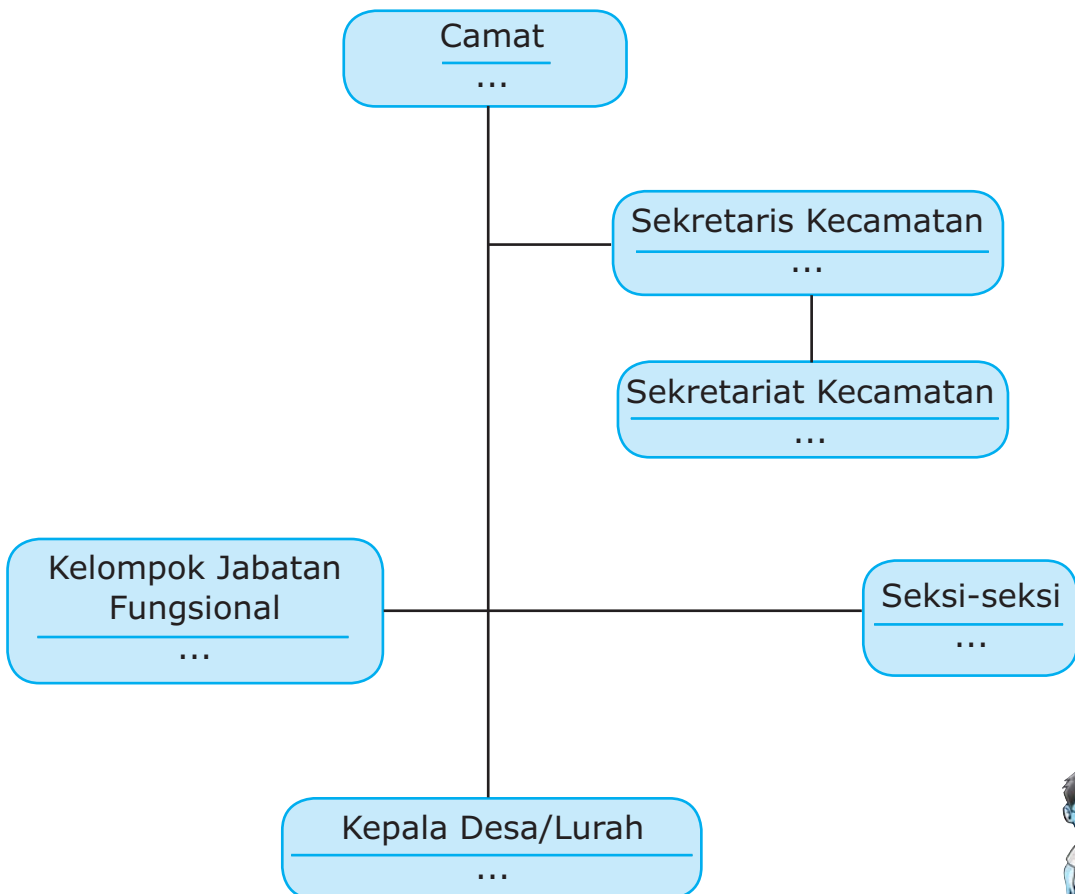 Camat
...
Sekretaris Kecamatan
...
Sekretariat Kecamatan
...
Kelompok Jabatan
Fungsional
...
Seksi-seksi
...
Kepala Desa/Lurah
...